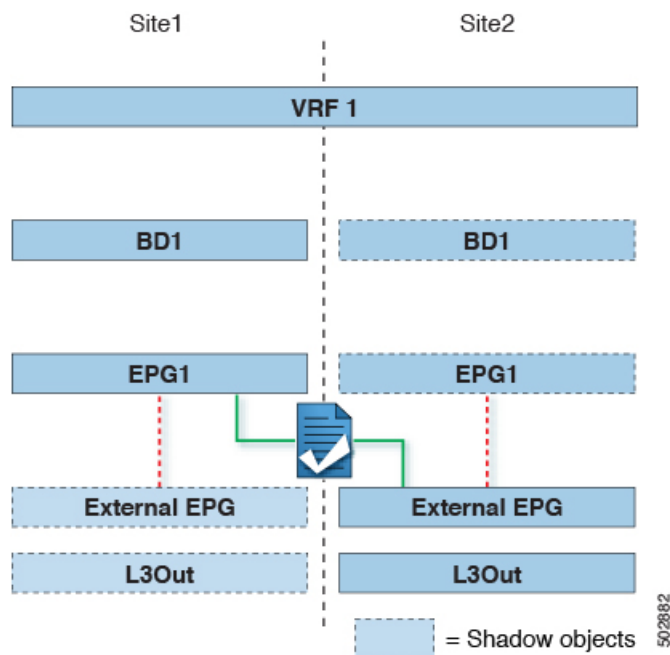 Site1
Site2
VRF 1
BD1
BD1
EPG1
EPG1
External EPG
External EPG
L3Out
L3Out
= Shadow objects
502882